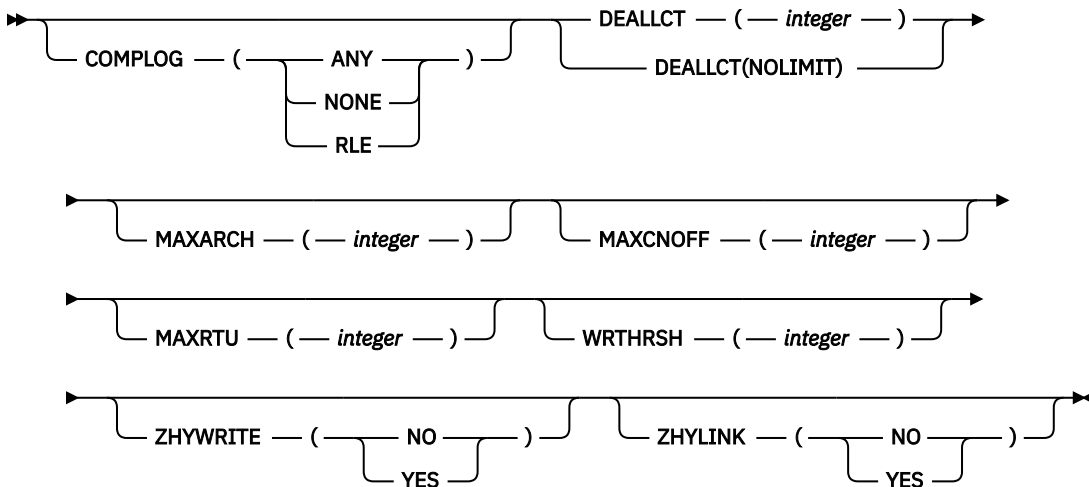 COMPLOG ( ANY ) DEALLCT ( integer )
NONE DEALLCT(NOLIMIT)
RLE
MAXARCH ( integer ) MAXCNOFF ( integer )
MAXRTU ( integer ) WRTHRSH ( integer )
ZHYWRITE ( NO ) ZHYLINK ( NO )
YES YES